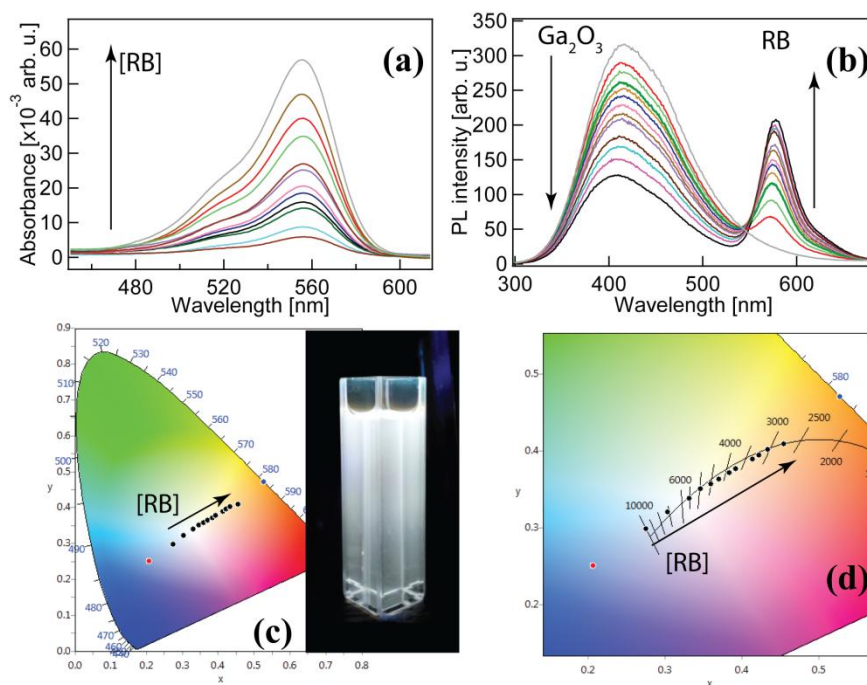 (a)
[RB]
Absorbance [x10⁻³ arb. u.]
60
50
40
30
20
10
0
480 520 560 600
Wavelength [nm]
(b)
Ga₂O₃
RB
PL intensity [arb. u.]
350
300
250
200
150
100
50
0
300 400 500 600
Wavelength [nm]
0.9
0.8
0.7
0.6
0.5
0.4
0.3
0.2
0.1
0.0
y
520
530
540
550
560
570
580
590
510
500
490
480
470
460
[RB]
(c)
0.0 0.1 0.2 0.3 0.4 0.5 0.6 0.7 0.8
x
0.5
0.4
0.3
0.2
y
580
10000
6000
4000
3000
2500
2000
[RB]
(d)
0.2 0.3 0.4 0.5
x